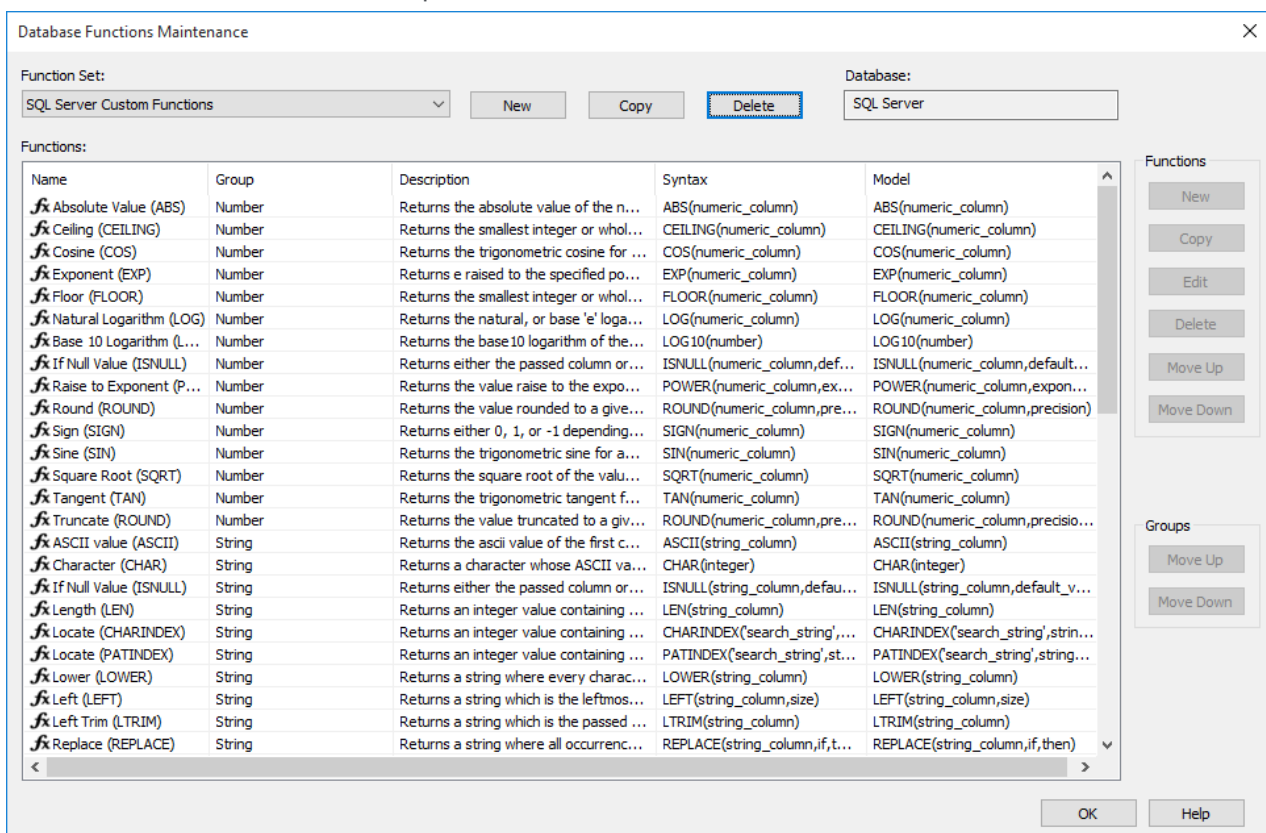 Database Functions Maintenance
Function Set:
Database:
SQL Server Custom Functions
New
Copy
Delete
SQL Server
Functions:
Name Group Description Syntax Model
Absolute Value (ABS) Number Returns the absolute value of the n... ABS(numeric_column) ABS(numeric_column)
Ceiling (CEILING) Number Returns the smallest integer or whol... CEILING(numeric_column) CEILING(numeric_column)
Cosine (COS) Number Returns the trigonometric cosine for ... COS(numeric_column) COS(numeric_column)
Exponent (EXP) Number Returns e raised to the specified po... EXP(numeric_column) EXP(numeric_column)
Floor (FLOOR) Number Returns the smallest integer or whol... FLOOR(numeric_column) FLOOR(numeric_column)
Natural Logarithm (LOG) Number Returns the natural, or base 'e' loga... LOG(numeric_column) LOG(numeric_column)
Base 10 Logarithm (L... Number Returns the base10 logarithm of the... LOG10(number) LOG10(number)
If Null Value (ISNULL) Number Returns either the passed column or... ISNULL(numeric_column,def... ISNULL(numeric_column,default...
Raise to Exponent (P... Number Returns the value raise to the expo... POWER(numeric_column,ex... POWER(numeric_column,expon...
Round (ROUND) Number Returns the value rounded to a give... ROUND(numeric_column,pre... ROUND(numeric_column,precision)
Sign (SIGN) Number Returns either 0, 1, or -1 depending... SIGN(numeric_column) SIGN(numeric_column)
Sine (SIN) Number Returns the trigonometric sine for a... SIN(numeric_column) SIN(numeric_column)
Square Root (SQRT) Number Returns the square root of the valu... SQRT(numeric_column) SQRT(numeric_column)
Tangent (TAN) Number Returns the trigonometric tangent f... TAN(numeric_column) TAN(numeric_column)
Truncate (ROUND) Number Returns the value truncated to a giv... ROUND(numeric_column,pre... ROUND(numeric_column,precisio...
ASCII value (ASCII) String Returns the ascii value of the first c... ASCII(string_column) ASCII(string_column)
Character (CHAR) String Returns a character whose ASCII va... CHAR(integer) CHAR(integer)
If Null Value (ISNULL) String Returns either the passed column or... ISNULL(string_column,defau... ISNULL(string_column,default_v...
Length (LEN) String Returns an integer value containing ... LEN(string_column) LEN(string_column)
Locate (CHARINDEX) String Returns an integer value containing ... CHARINDEX('search_string',... CHARINDEX('search_string',strin...
Locate (PATINDEX) String Returns an integer value containing ... PATINDEX('search_string',st... PATINDEX('search_string',string...
Lower (LOWER) String Returns a string where every charac... LOWER(string_column) LOWER(string_column)
Left (LEFT) String Returns a string which is the leftmos... LEFT(string_column,size) LEFT(string_column,size)
Left Trim (LTRIM) String Returns a string which is the passed ... LTRIM(string_column) LTRIM(string_column)
Replace (REPLACE) String Returns a string where all occurrenc... REPLACE(string_column,if,t... REPLACE(string_column,if,then)
Functions
New
Copy
Edit
Delete
Move Up
Move Down
Groups
Move Up
Move Down
OK
Help